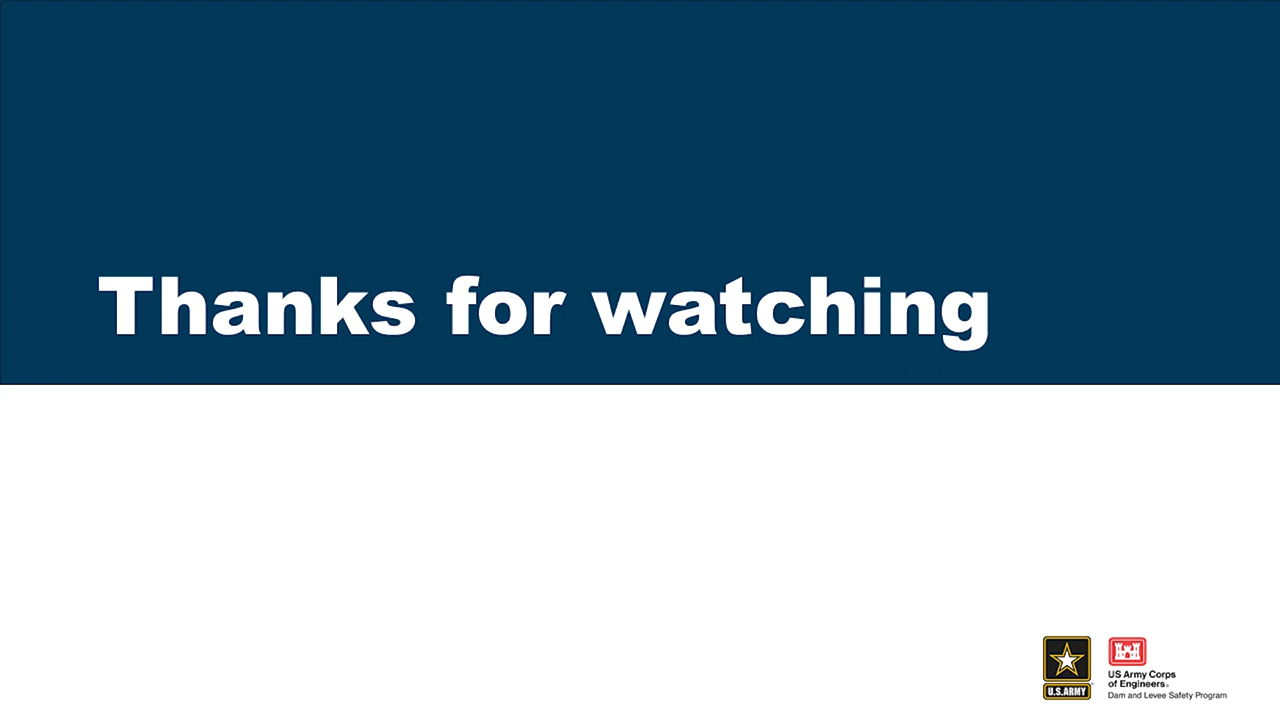 Thanks for watching
U.S.ARMY
US Army Corps
of Engineers®
Dam and Levee Safety Program